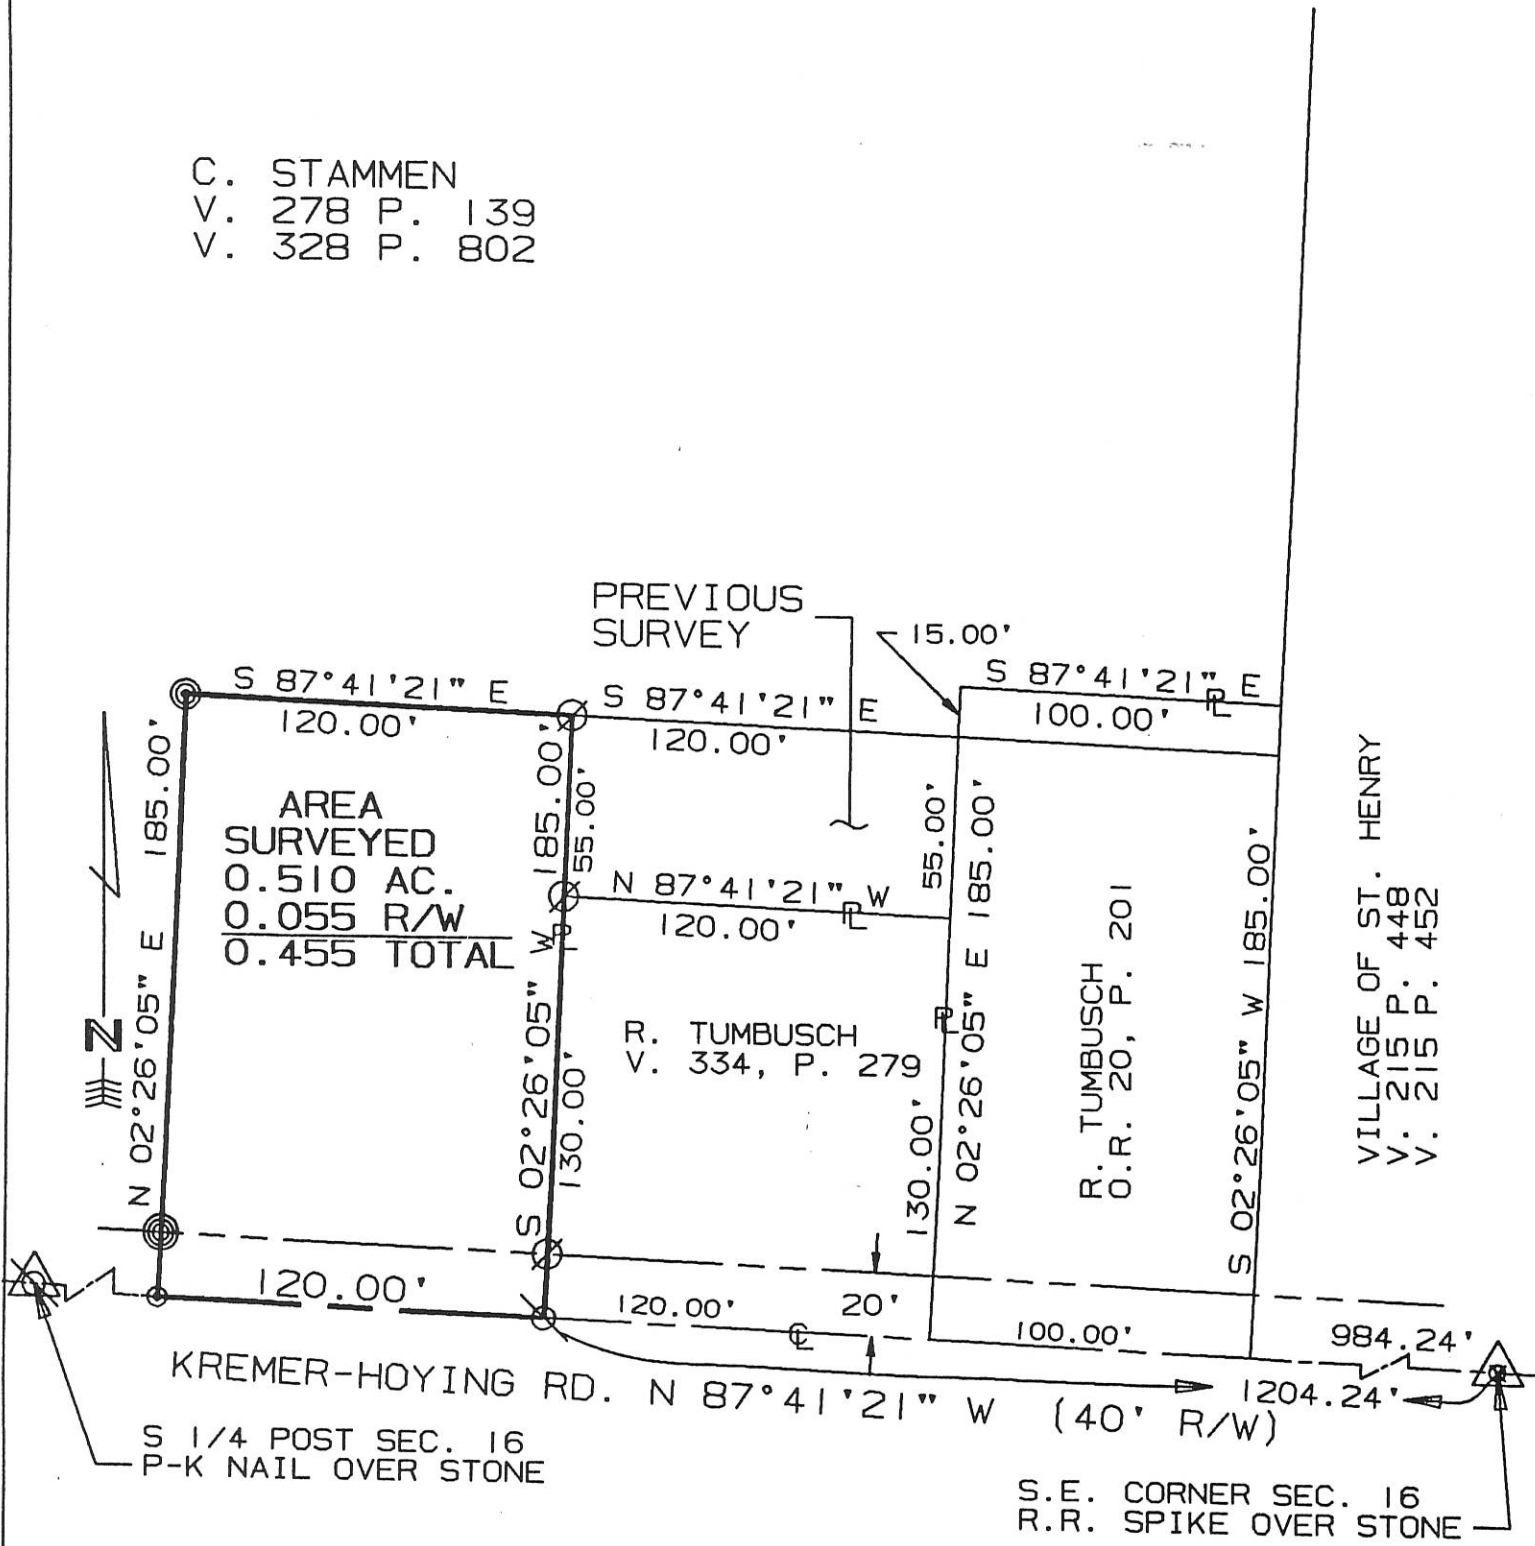 C. STAMMEN
V. 278 P. 139
V. 328 P. 802
PREVIOUS
SURVEY
15.00'
S 87°41'21" E
120.00'
S 87°41'21" E
120.00'
S 87°41'21" E
PL
100.00'
AREA
SURVEYED
0.510 AC.
0.055 R/W
0.455 TOTAL
N 02°26'05" E 185.00'
N
S 02°26'05" W 185.00'
PL
55.00'
130.00'
N 87°41'21" W
PL
120.00'
R. TUMBUSCH
V. 334, P. 279
55.00'
130.00'
PL
N 02°26'05" E 185.00'
R. TUMBUSCH
O.R. 20, P. 201
S 02°26'05" W 185.00'
VILLAGE OF ST. HENRY
V. 215 P. 448
V. 215 P. 452
120.00'
120.00'
CL
20'
100.00'
984.24'
KREMER-HOYING RD. N 87°41'21" W (40' R/W)
1204.24'
S 1/4 POST SEC. 16
P-K NAIL OVER STONE
S.E. CORNER SEC. 16
R.R. SPIKE OVER STONE